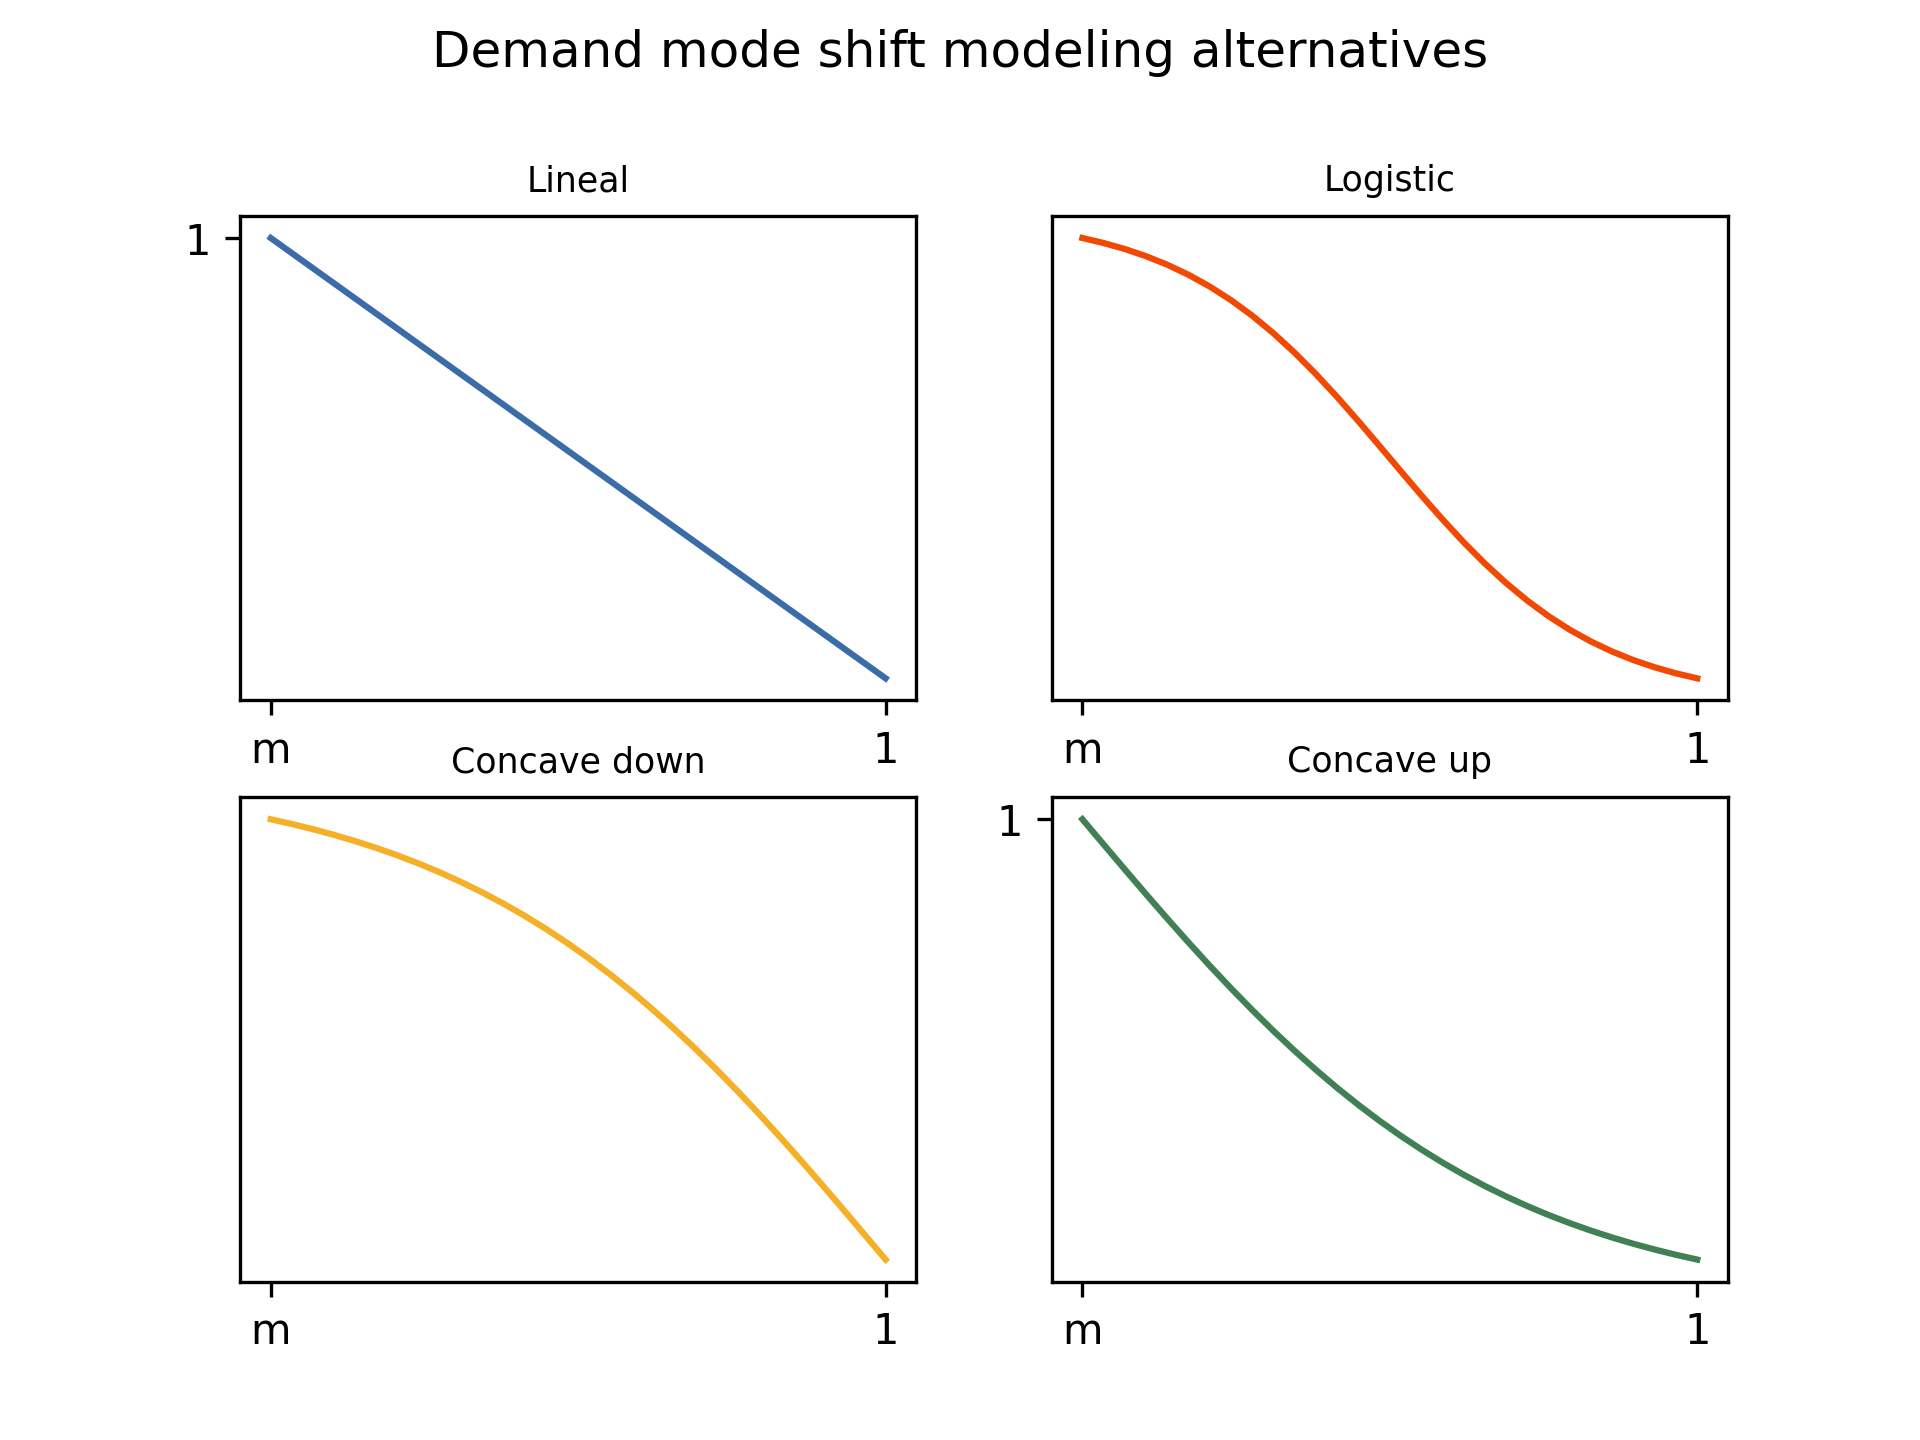 Demand mode shift modeling alternatives
Lineal
Logistic
1
m 1
m 1
Concave down
Concave up
1
m 1
m 1